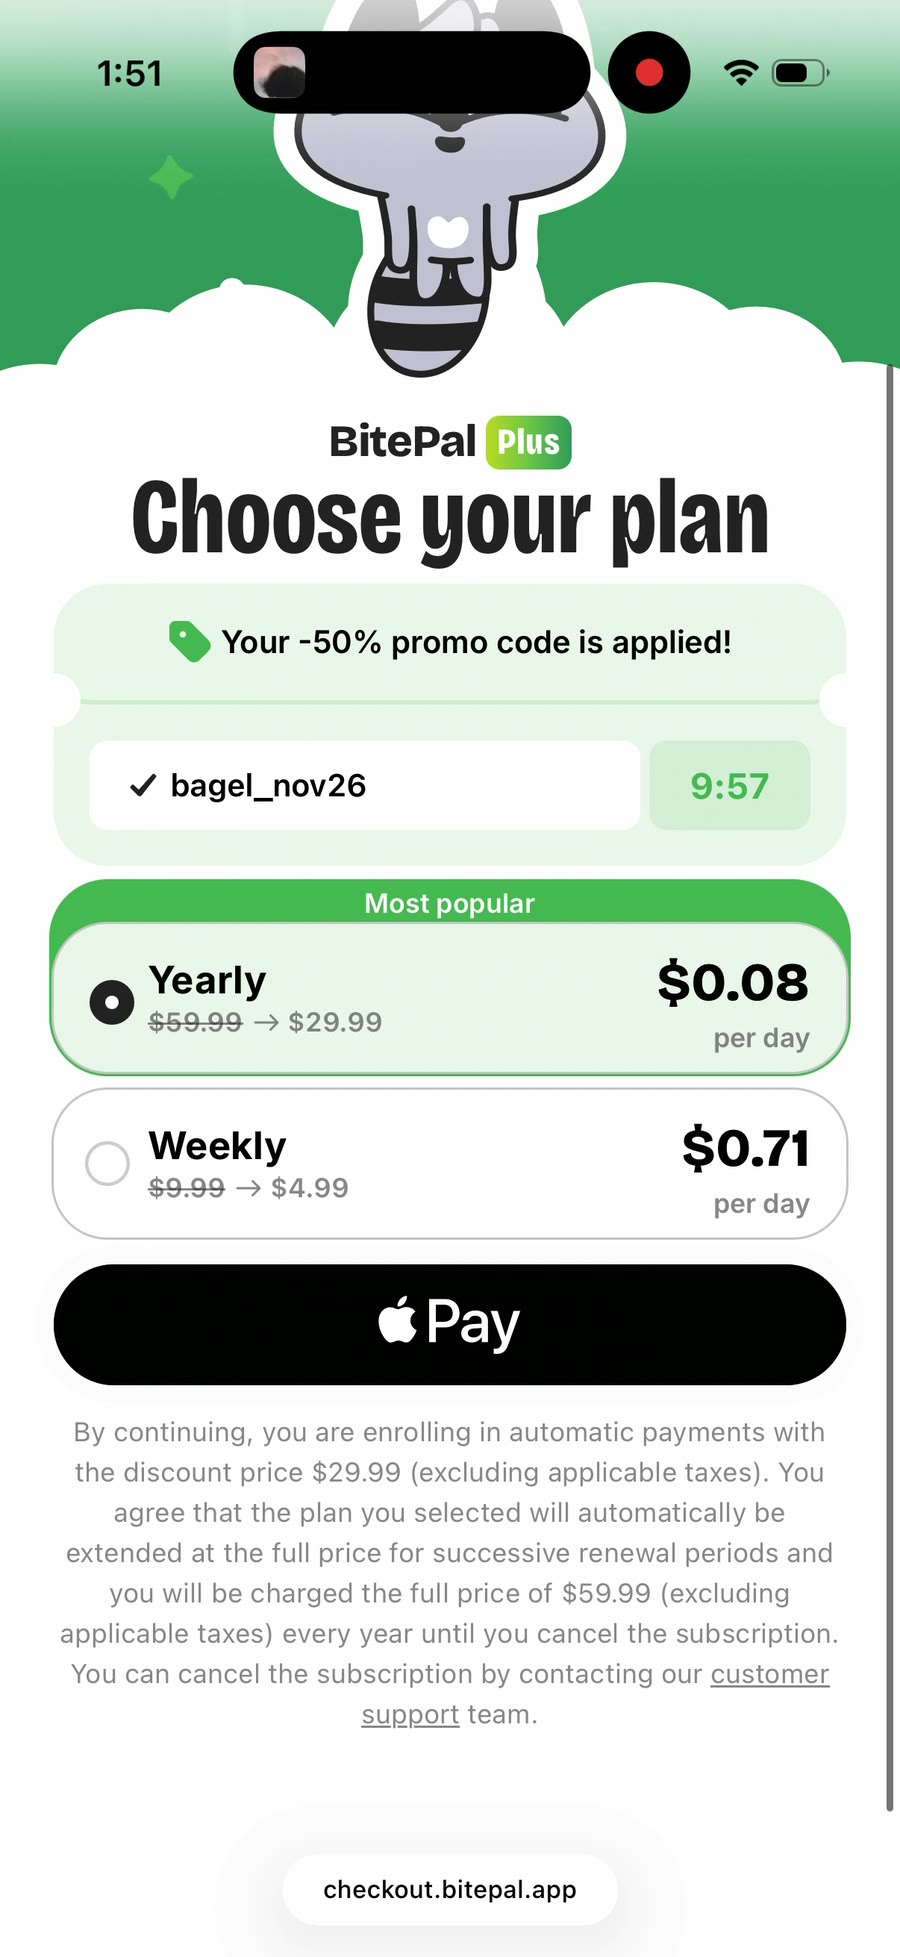 1:51
BitePal Plus
Choose your plan
Your -50% promo code is applied!
bagel_nov26
9:57
Most popular
Yearly
$59.99 → $29.99
$0.08
per day
Weekly
$9.99 → $4.99
$0.71
per day
Pay
By continuing, you are enrolling in automatic payments with
the discount price $29.99 (excluding applicable taxes). You
agree that the plan you selected will automatically be
extended at the full price for successive renewal periods and
you will be charged the full price of $59.99 (excluding
applicable taxes) every year until you cancel the subscription.
You can cancel the subscription by contacting our customer
support team.
checkout.bitepal.app